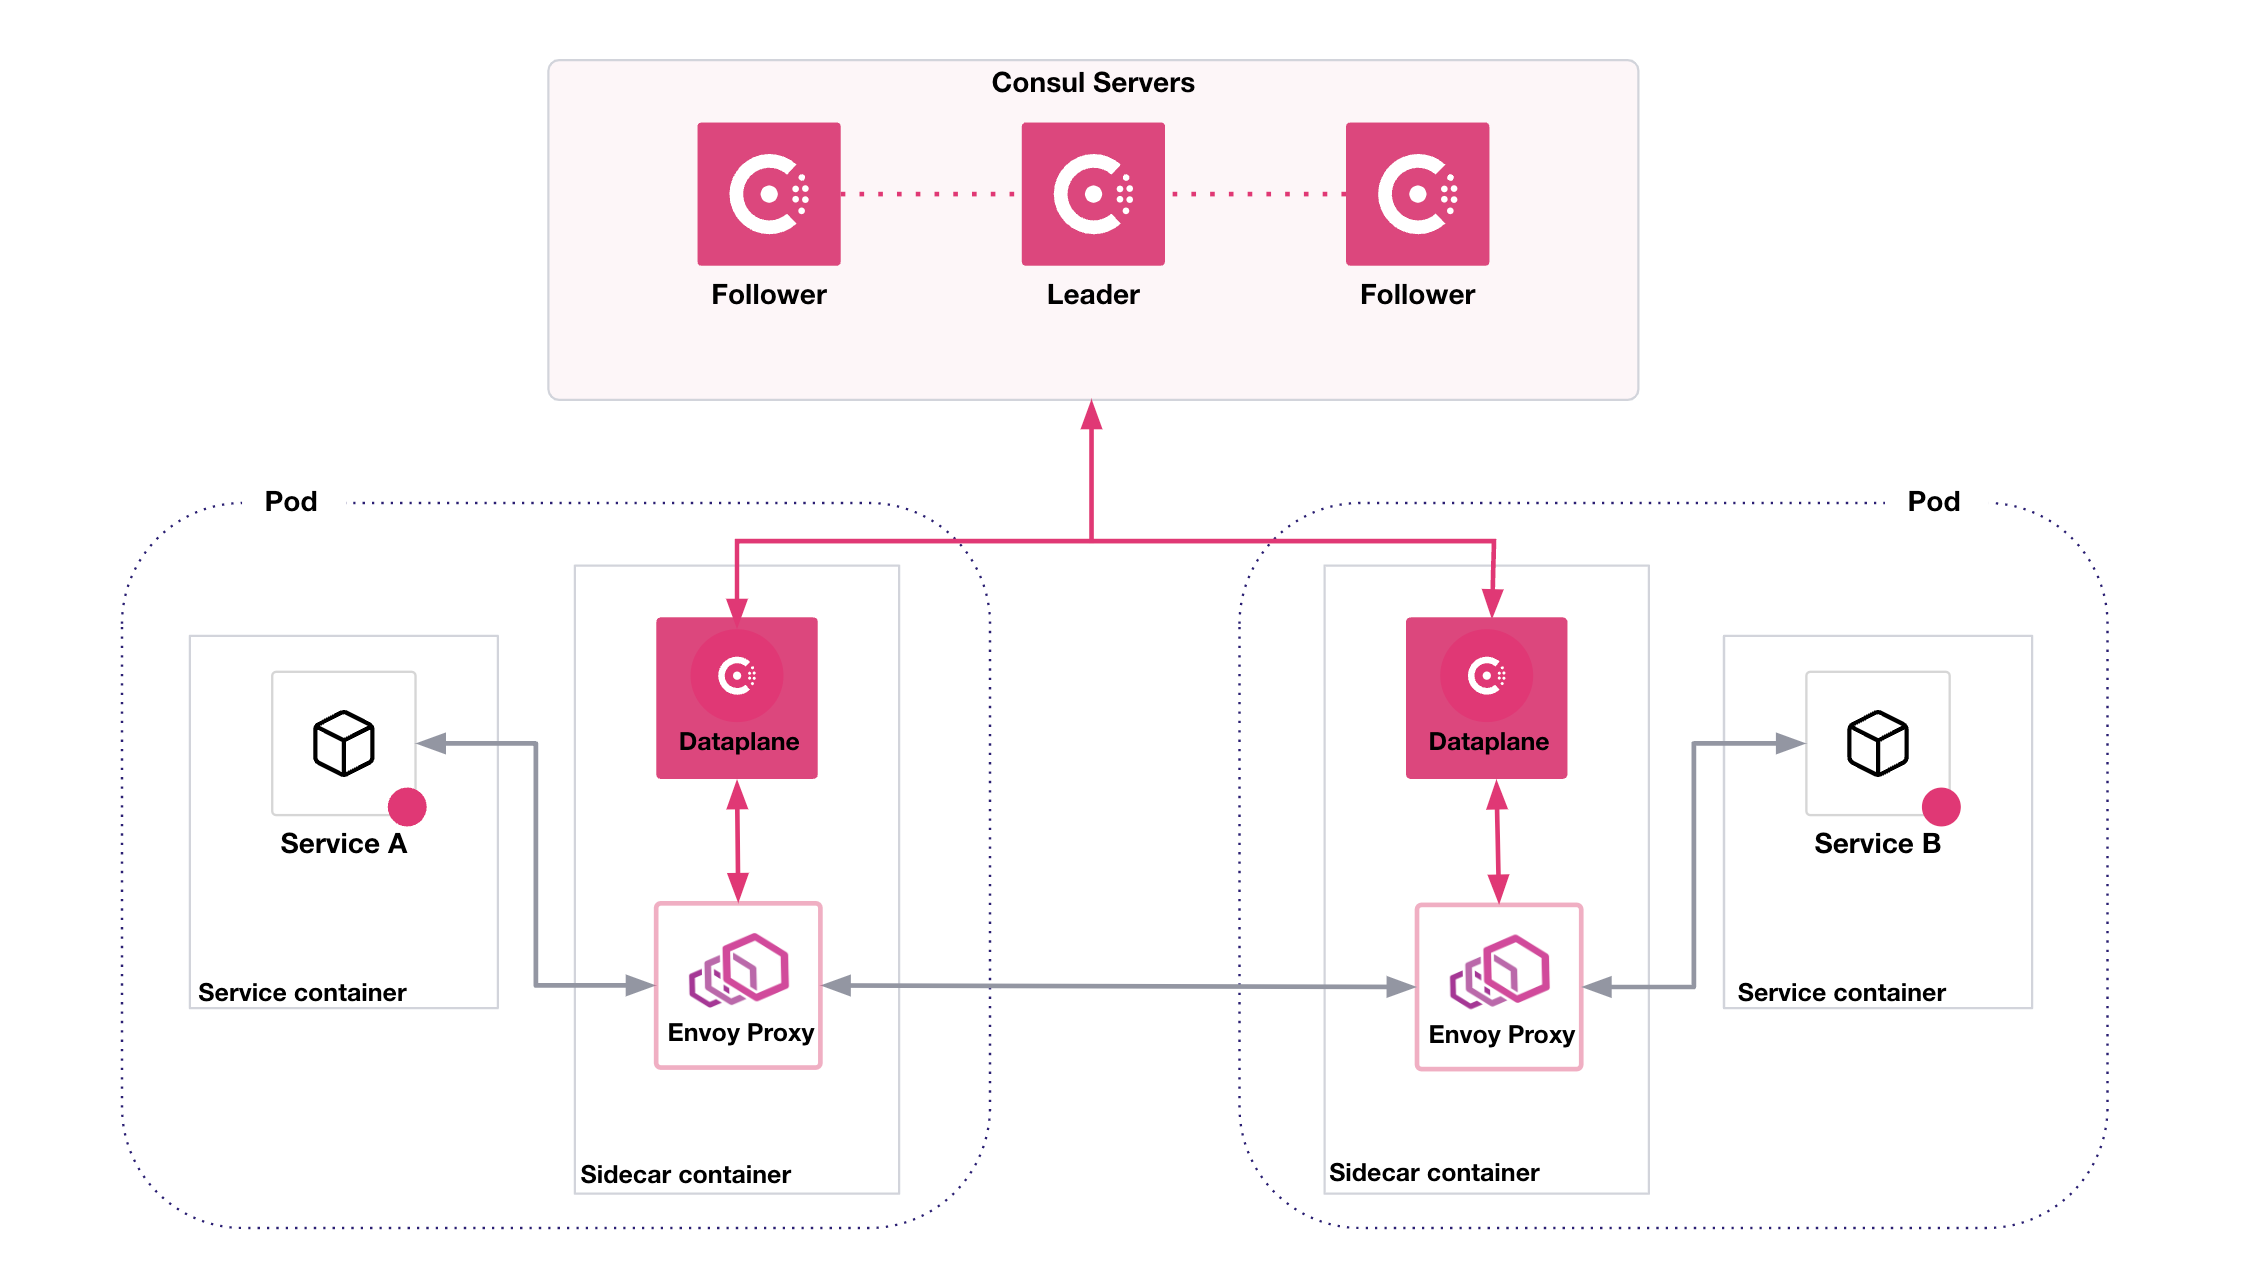 Consul Servers
Follower
Leader
Follower
Pod
Pod
Dataplane
Dataplane
Service A
Service B
Service container
Envoy Proxy
Envoy Proxy
Service container
Sidecar container
Sidecar container